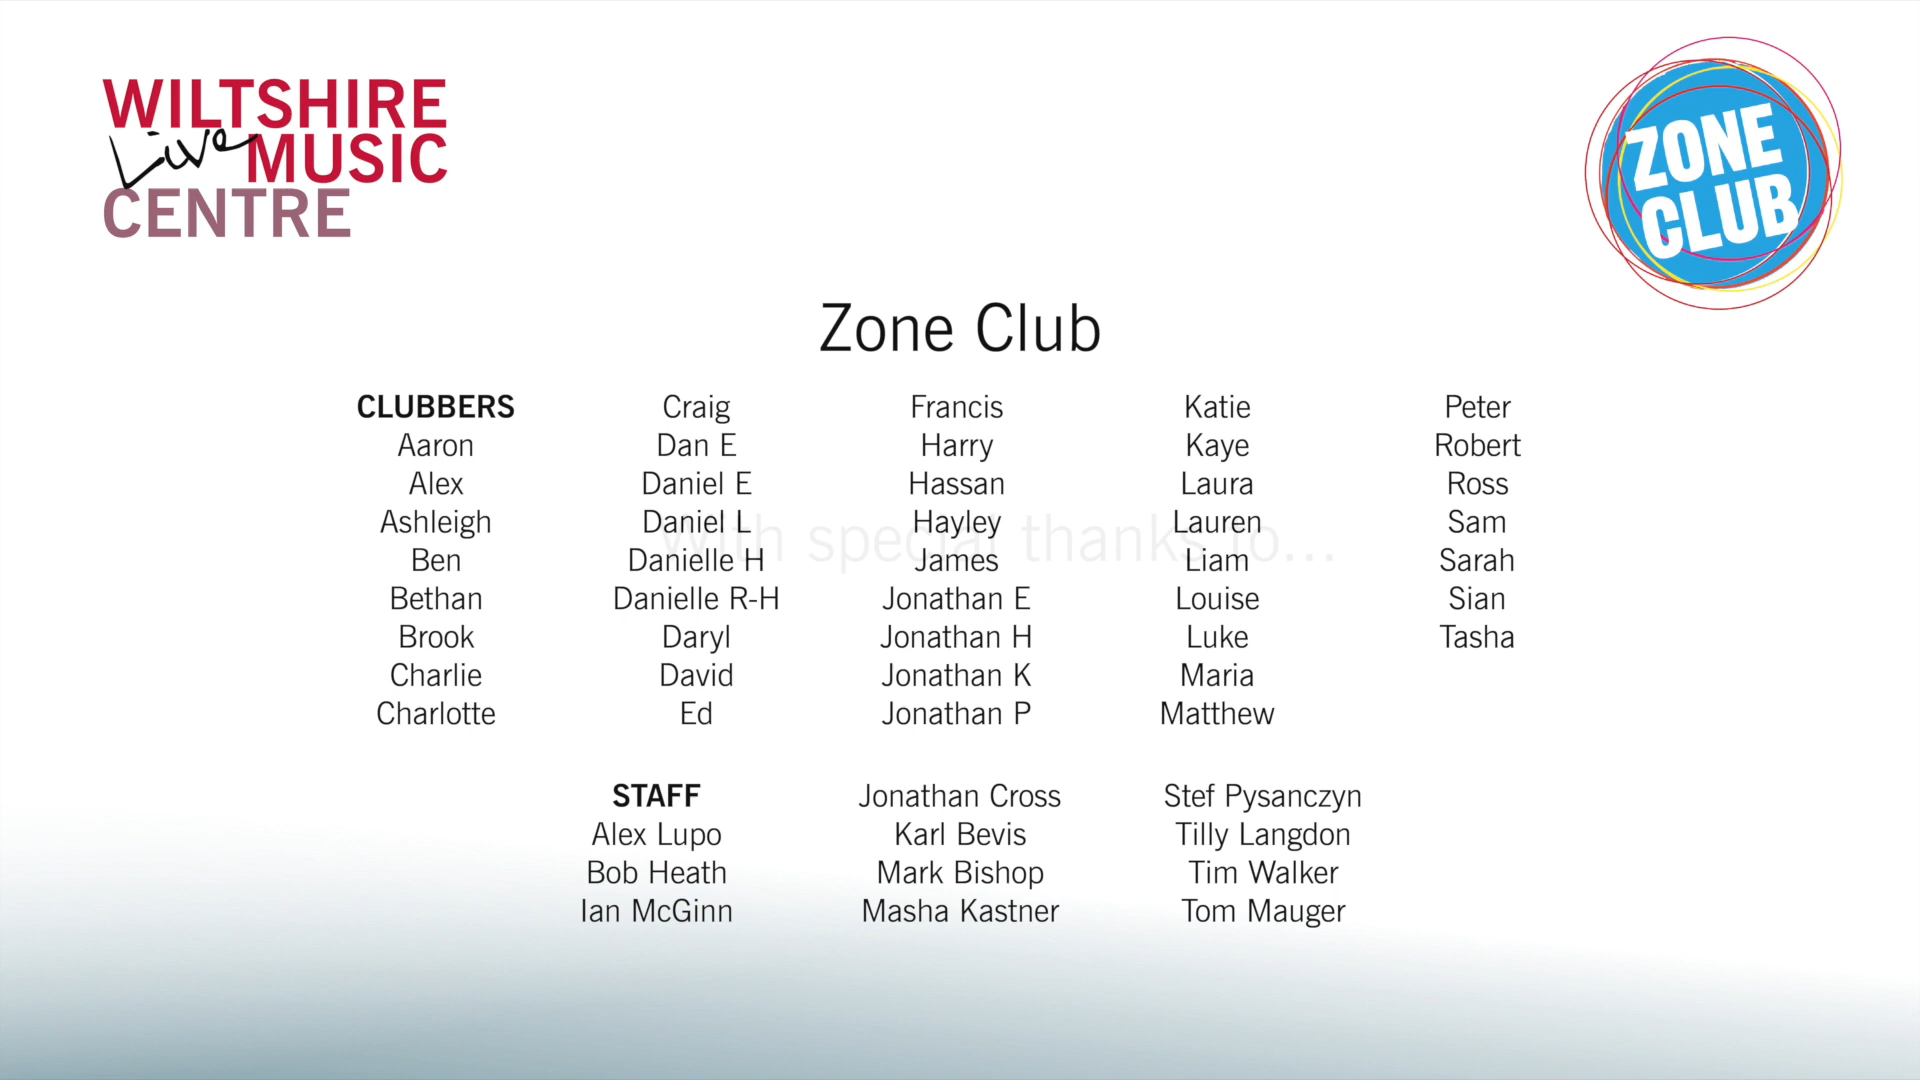 WILTSHIRE
Live MUSIC
CENTRE
ZONE
CLUB
Zone Club
CLUBBERS
Aaron
Alex
Ashleigh
Ben
Bethan
Brook
Charlie
Charlotte
Craig
Dan E
Daniel E
Daniel L
Danielle H
Danielle R-H
Daryl
David
Ed
Francis
Harry
Hassan
Hayley
James
Jonathan E
Jonathan H
Jonathan K
Jonathan P
Katie
Kaye
Laura
Lauren
Liam
Louise
Luke
Maria
Matthew
Peter
Robert
Ross
Sam
Sarah
Sian
Tasha
With special thanks to...
STAFF
Alex Lupo
Bob Heath
Ian McGinn
Jonathan Cross
Karl Bevis
Mark Bishop
Masha Kastner
Stef Pysanczyn
Tilly Langdon
Tim Walker
Tom Mauger